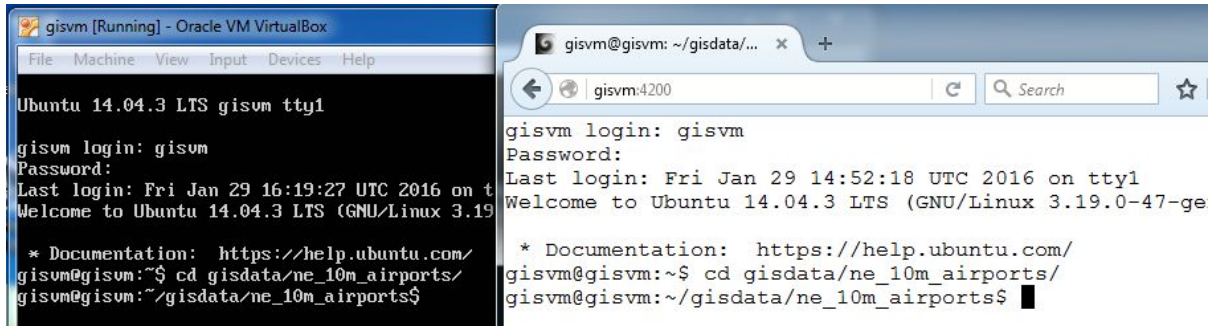 gisvm [Running] - Oracle VM VirtualBox
File Machine View Input Devices Help
Ubuntu 14.04.3 LTS gisvm tty1
gisvm login: gisvm
Password:
Last login: Fri Jan 29 16:19:27 UTC 2016 on t
Welcome to Ubuntu 14.04.3 LTS (GNU/Linux 3.19
* Documentation: https://help.ubuntu.com/
gisvm@gisvm:~$ cd gisdata/ne_10m_airports/
gisvm@gisvm:~/gisdata/ne_10m_airports$
gisvm@gisvm: ~/gisdata/...
gisvm:4200
Search
gisvm login: gisvm
Password:
Last login: Fri Jan 29 14:52:18 UTC 2016 on tty1
Welcome to Ubuntu 14.04.3 LTS (GNU/Linux 3.19.0-47-ge
* Documentation: https://help.ubuntu.com/
gisvm@gisvm:~$ cd gisdata/ne_10m_airports/
gisvm@gisvm:~/gisdata/ne_10m_airports$